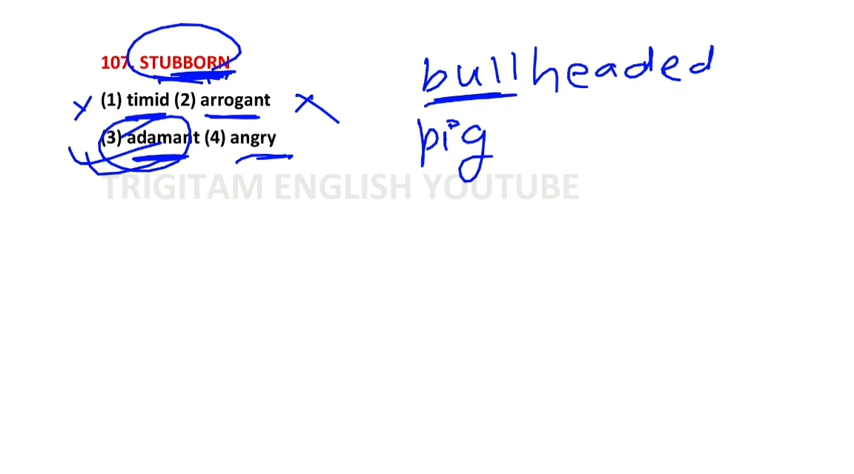 107. STUBBORN
(1) timid (2) arrogant
(3) adamant (4) angry
bullheaded
pig
TRIGITAM ENGLISH YOUTUBE